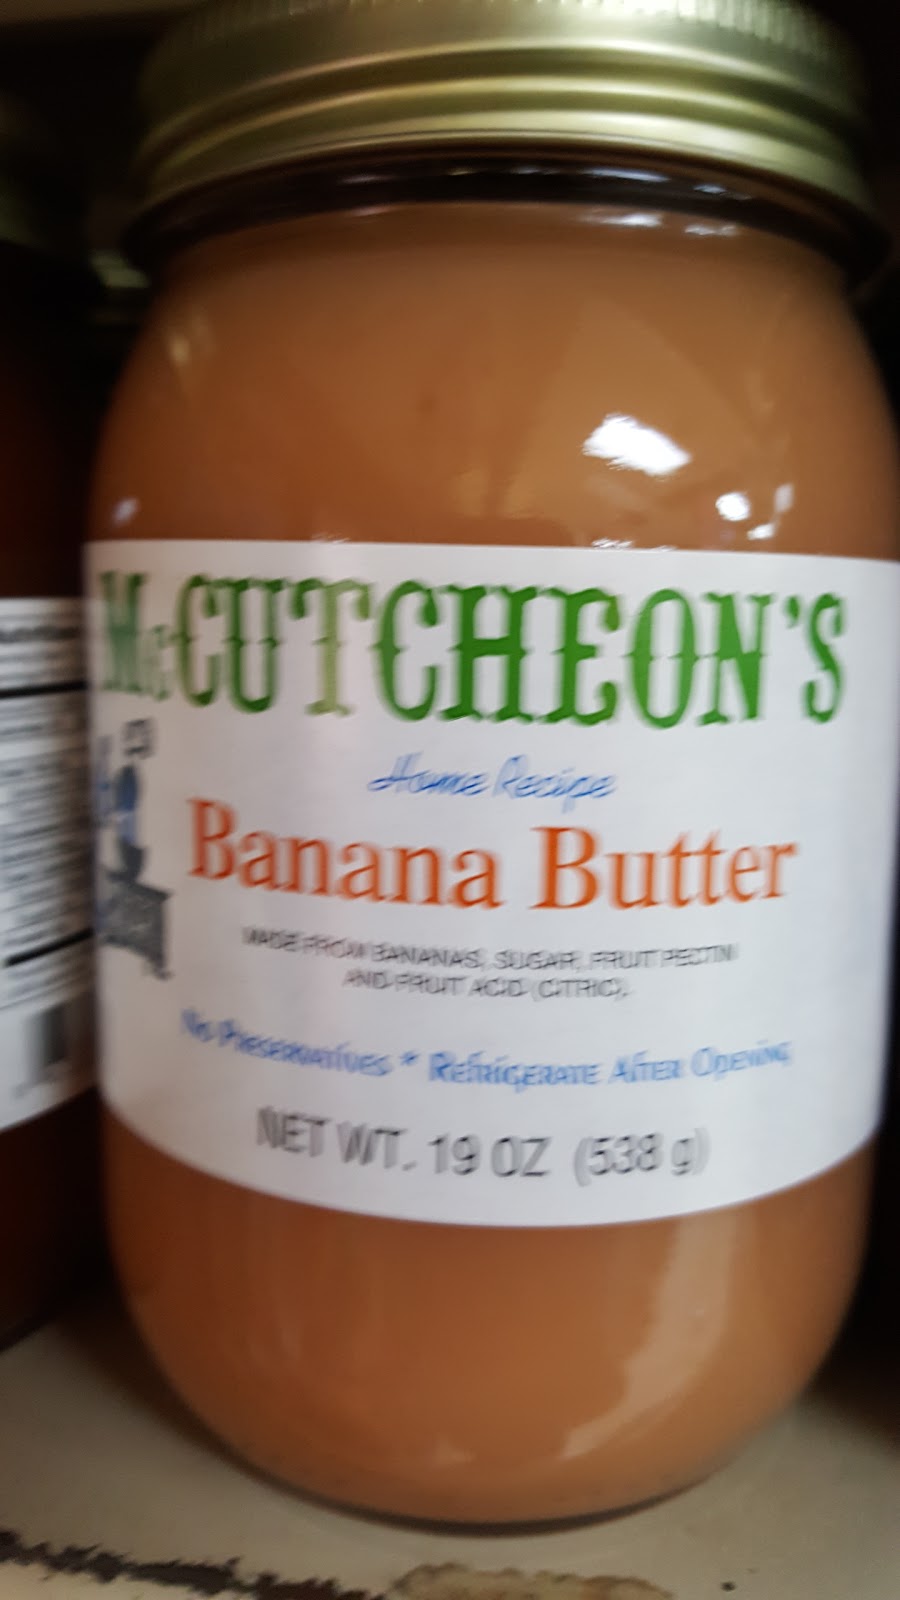 McCUTCHEON'S
Home Recipe
Banana Butter
MADE FROM BANANAS, SUGAR, FRUIT PECTIN
AND FRUIT ACID (CITRIC).
No Preservatives * Refrigerate After Opening
NET WT. 19 OZ (538 g)